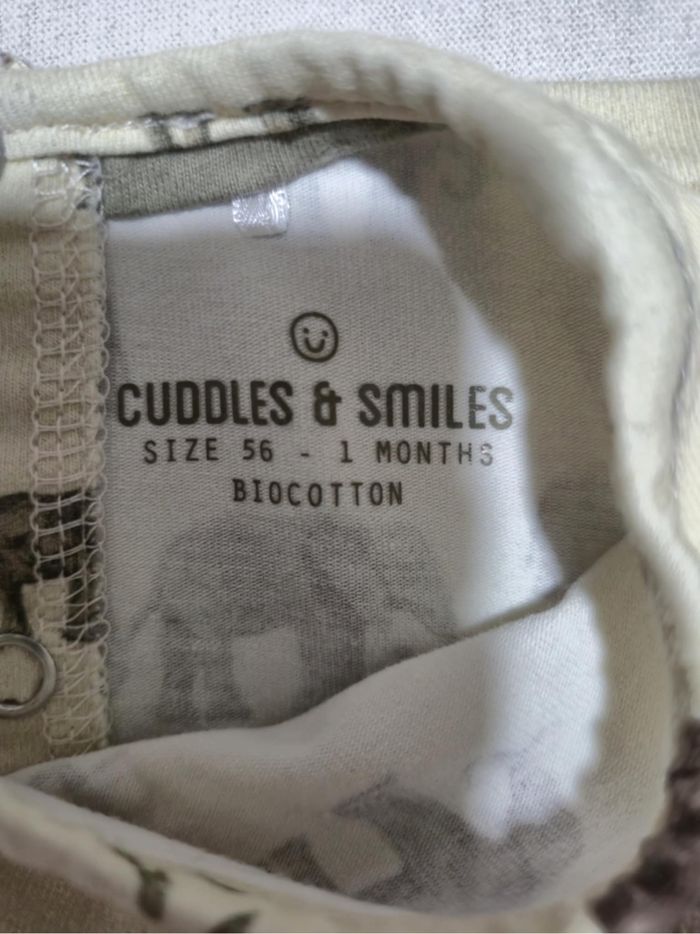 CUDDLES & SMILES
SIZE 56 - 1 MONTHS
BIOCOTTON